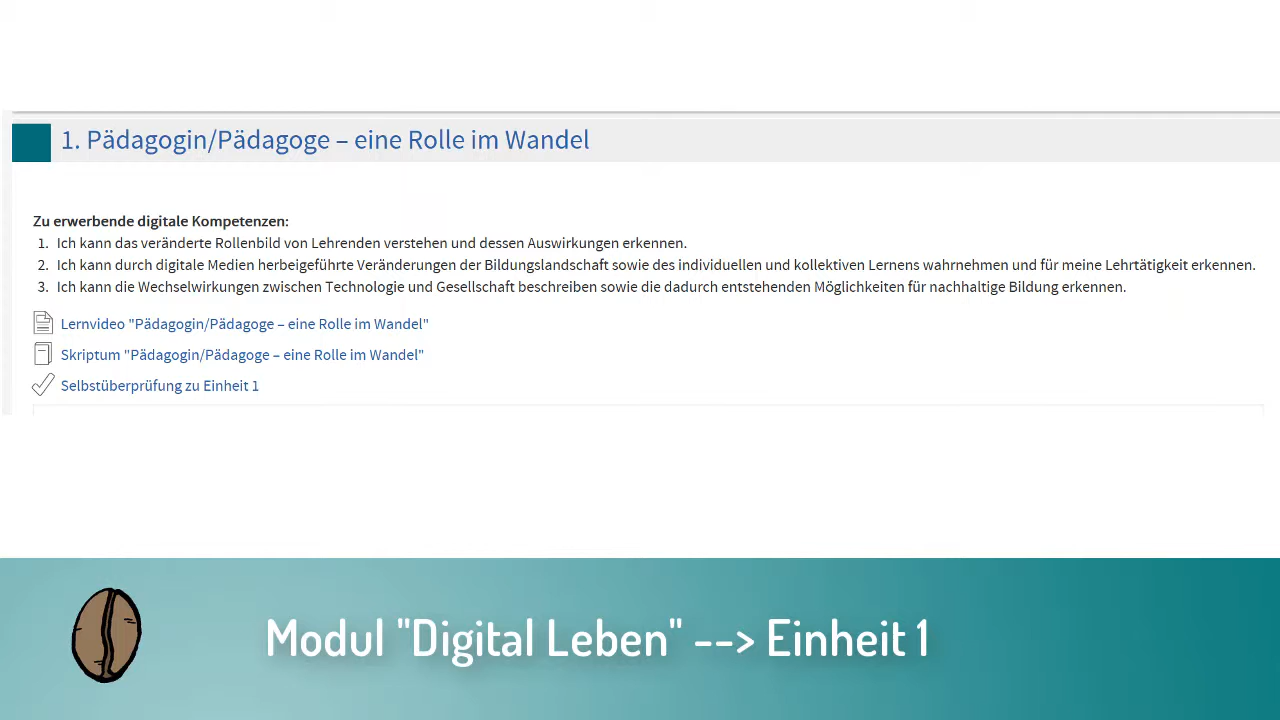 1. Pädagogin/Pädagoge – eine Rolle im Wandel
Zu erwerbende digitale Kompetenzen:
1. Ich kann das veränderte Rollenbild von Lehrenden verstehen und dessen Auswirkungen erkennen.
2. Ich kann durch digitale Medien herbeigeführte Veränderungen der Bildungslandschaft sowie des individuellen und kollektiven Lernens wahrnehmen und für meine Lehrtätigkeit erkennen.
3. Ich kann die Wechselwirkungen zwischen Technologie und Gesellschaft beschreiben sowie die dadurch entstehenden Möglichkeiten für nachhaltige Bildung erkennen.
Lernvideo "Pädagogin/Pädagoge – eine Rolle im Wandel"
Skriptum "Pädagogin/Pädagoge – eine Rolle im Wandel"
Selbstüberprüfung zu Einheit 1
Modul "Digital Leben" --> Einheit 1